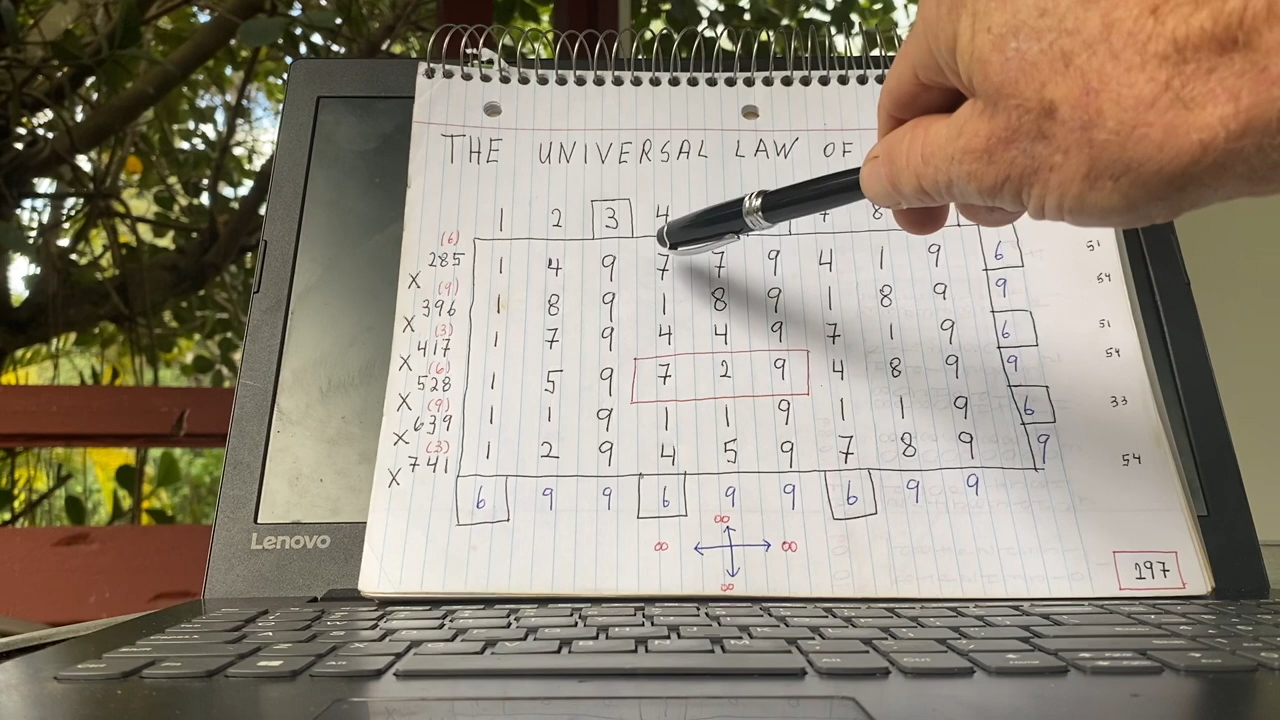 THE UNIVERSAL LAW OF
1 2 3 4 7 8
(6)
285 1 4 9 7 7 9 4 1 9 6 51
X (9)
396 1 8 9 1 8 9 1 8 9 9 54
X (3)
417 1 7 9 4 4 9 7 1 9 6 51
X (6)
528 1 5 9 7 2 9 4 8 9 9 54
X (9)
639 1 1 9 1 1 9 1 1 9 6 33
X (3)
741 1 2 9 4 5 9 7 8 9 9 54
X
6 9 9 6 9 9 6 9 9
∞
∞ ∞
∞
197
Lenovo